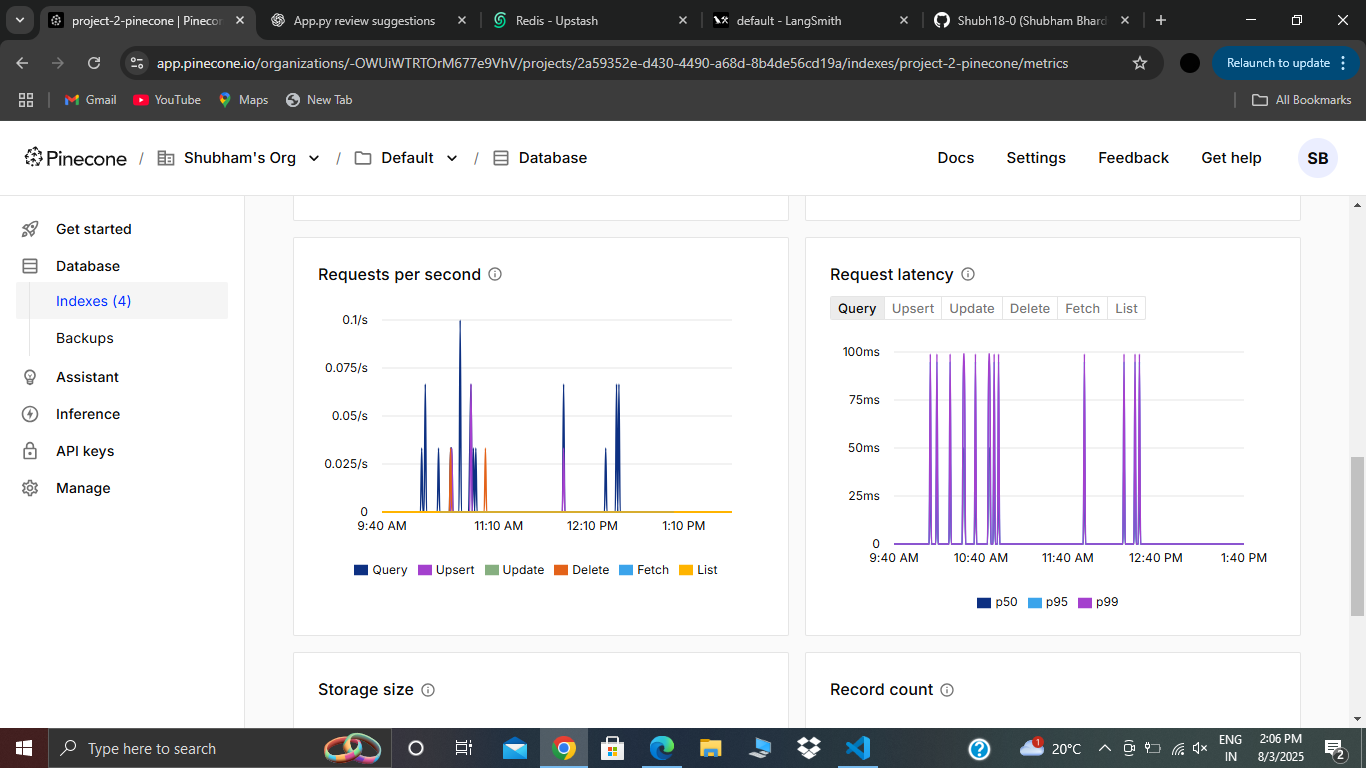 project-2-pinecone | Pinecon
App.py review suggestions
Redis - Upstash
default - LangSmith
Shubh18-0 (Shubham Bhard
app.pinecone.io/organizations/-OWUiWTRTOrM677e9VhV/projects/2a59352e-d430-4490-a68d-8b4de56cd19a/indexes/project-2-pinecone/metrics
Relaunch to update
Gmail
YouTube
Maps
New Tab
All Bookmarks
Pinecone / Shubham's Org / Default / Database
Docs
Settings
Feedback
Get help
SB
Get started
Database
Indexes (4)
Backups
Assistant
Inference
API keys
Manage
Requests per second
0.1/s
0.075/s
0.05/s
0.025/s
0
9:40 AM 11:10 AM 12:10 PM 1:10 PM
Query Upsert Update Delete Fetch List
Request latency
Query Upsert Update Delete Fetch List
100ms
75ms
50ms
25ms
0
9:40 AM 10:40 AM 11:40 AM 12:40 PM 1:40 PM
p50 p95 p99
Storage size
Record count
Type here to search
1
20°C
ENG
IN
2:06 PM
8/3/2025
2